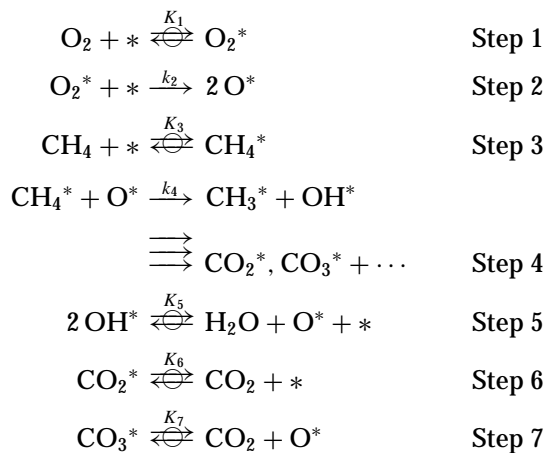 O₂ + * ⇌ O₂* K₁ Step 1
O₂* + * ⟶ 2 O* k₂ Step 2
CH₄ + * ⇌ CH₄* K₃ Step 3
CH₄* + O* ⟶ CH₃* + OH* k₄
⟶⟶⟶ CO₂*, CO₃* + ⋯ Step 4
2 OH* ⇌ H₂O + O* + * K₅ Step 5
CO₂* ⇌ CO₂ + * K₆ Step 6
CO₃* ⇌ CO₂ + O* K₇ Step 7